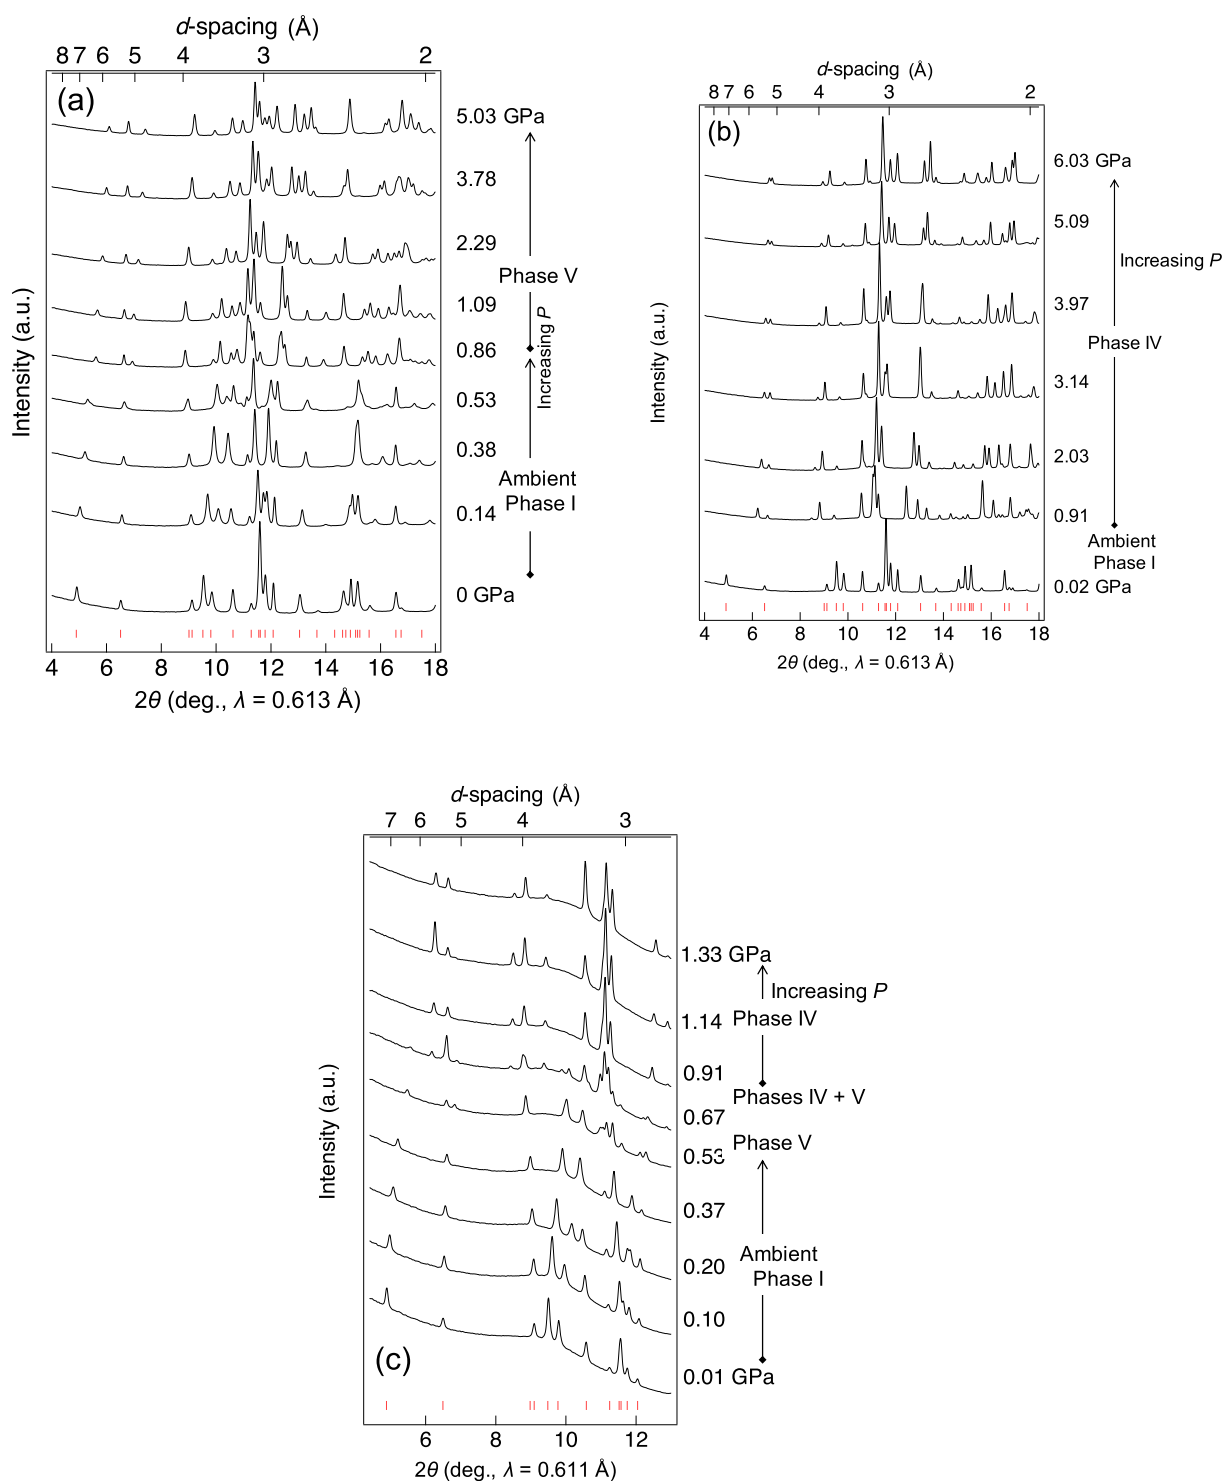 d-spacing (Å)
8 7 6 5 4 3 2
(a)
5.03 GPa
3.78
2.29
Phase V
1.09
Increasing P
0.86
0.53
0.38
Ambient
Phase I
0.14
0 GPa
Intensity (a.u.)
4 6 8 10 12 14 16 18
2θ (deg., λ = 0.613 Å)
d-spacing (Å)
8 7 6 5 4 3 2
(b)
6.03 GPa
5.09
Increasing P
3.97
Phase IV
3.14
2.03
0.91
Ambient
Phase I
0.02 GPa
Intensity (a.u.)
4 6 8 10 12 14 16 18
2θ (deg., λ = 0.613 Å)
d-spacing (Å)
7 6 5 4 3
1.33 GPa
Increasing P
1.14 Phase IV
0.91
Phases IV + V
0.67
Phase V
0.53
0.37
Ambient
0.20
Phase I
0.10
(c)
0.01 GPa
Intensity (a.u.)
6 8 10 12
2θ (deg., λ = 0.611 Å)